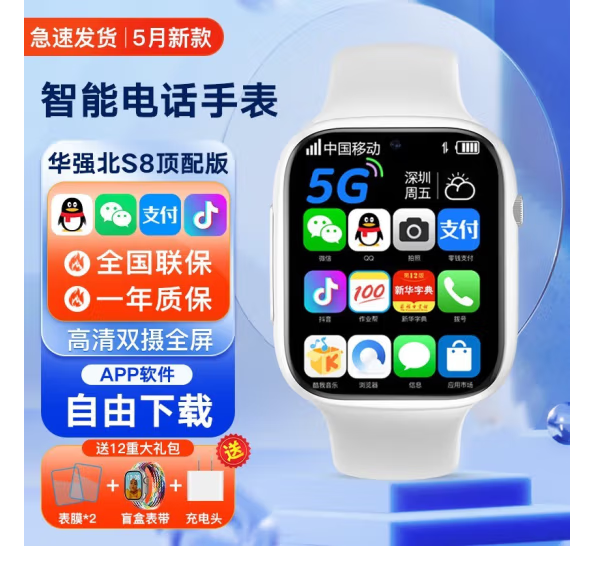 急速发货 5月新款
智能电话手表
华强北S8顶配版
支付
全国联保
一年质保
高清双摄全屏
APP软件
自由下载
送12重大礼包
送
表膜*2
盲盒表带
充电头
中国移动
5G
深圳
周五
支付
微信
QQ
拍照
零钱支付
100
第12版
新华字典
抖音
作业帮
新华字典
拨号
酷我音乐
浏览器
信息
应用市场